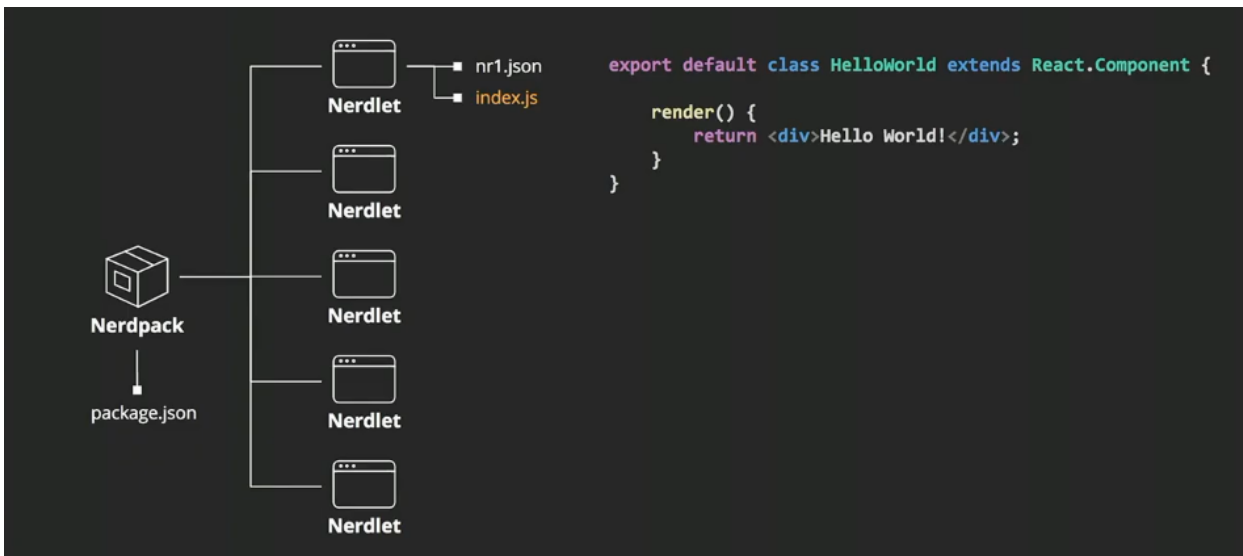 Nerdpack
package.json
Nerdlet
nr1.json
index.js
Nerdlet
Nerdlet
Nerdlet
Nerdlet
export default class HelloWorld extends React.Component {
render() {
return <div>Hello World!</div>;
}
}